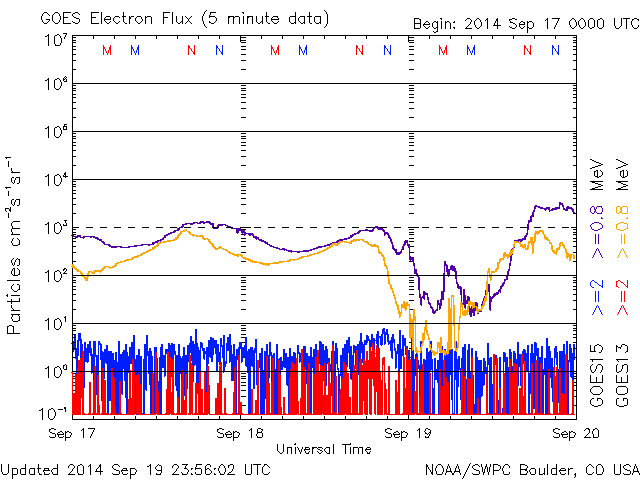 GOES Electron Flux (5 minute data)
Begin: 2014 Sep 17 0000 UTC
10⁷
M M N N M M N N M M N N
10⁶
10⁵
10⁴
10³
10²
10¹
10⁰
10⁻¹
Particles cm⁻²s⁻¹sr⁻¹
Sep 17 Sep 18 Sep 19 Sep 20
Universal Time
GOES15 >=2 >=0.8 MeV
GOES13 >=2 >=0.8 MeV
Updated 2014 Sep 19 23:56:02 UTC
NOAA/SWPC Boulder, CO USA